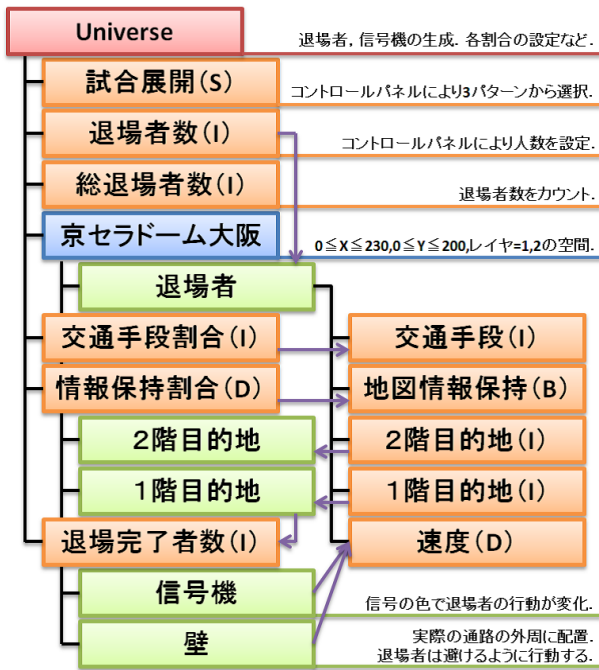 Universe
退場者, 信号機の生成. 各割合の設定など.
試合展開(S)
コントロールパネルにより3パターンから選択.
退場者数(I)
コントロールパネルにより人数を設定.
総退場者数(I)
退場者数をカウント.
京セラドーム大阪
0≦X≦230,0≦Y≦200,レイヤ=1,2の空間.
退場者
交通手段割合(I)
交通手段(I)
情報保持割合(D)
地図情報保持(B)
2階目的地
2階目的地(I)
1階目的地
1階目的地(I)
退場完了者数(I)
速度(D)
信号機
信号の色で退場者の行動が変化.
壁
実際の通路の外周に配置.
退場者は避けるように行動する.